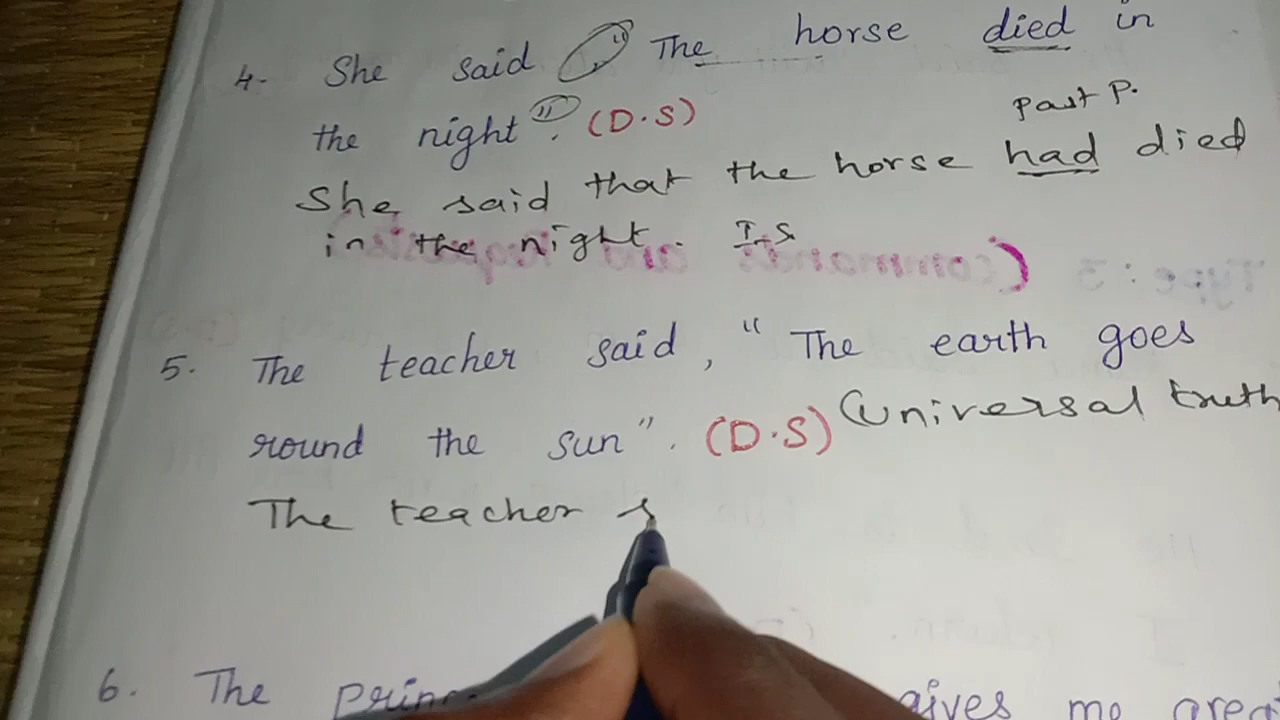 4. She said " The horse died in
the night". (D.S)
past P.
She said that the horse had died
in the night. I.S
5. The teacher said, " The earth goes
round the sun". (D.S) (universal truth
The teacher s
6. The gives me